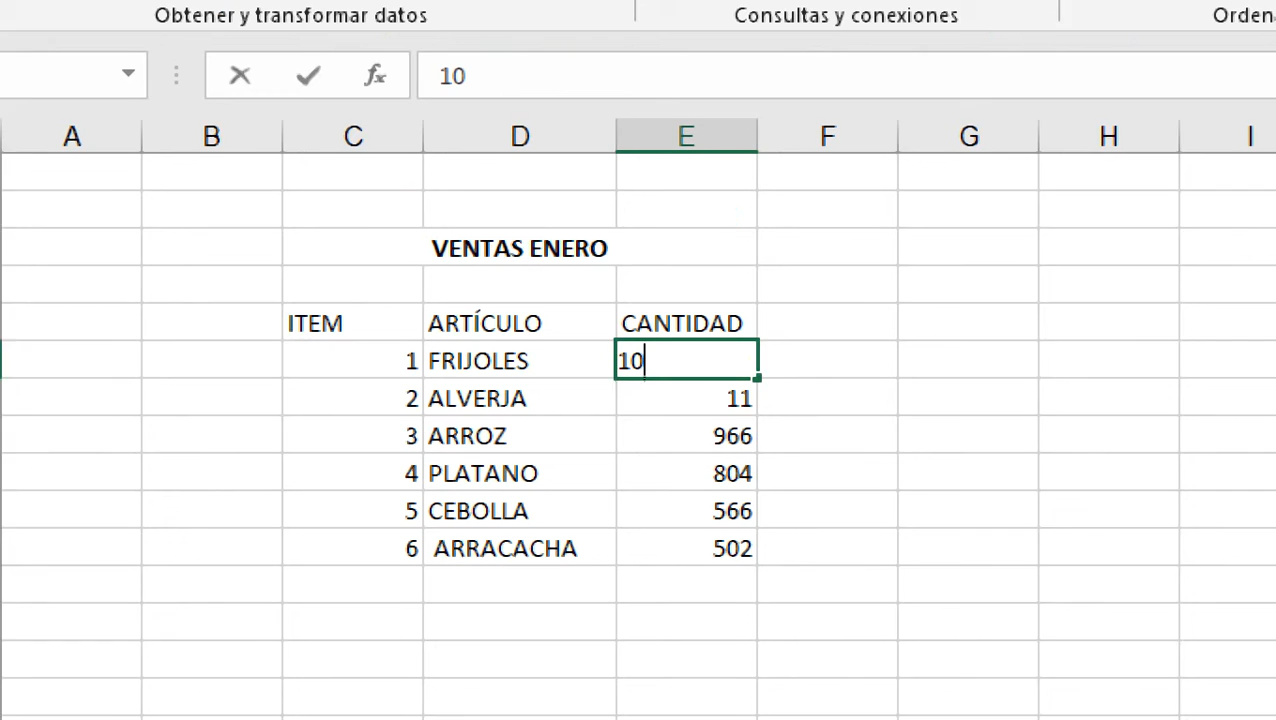 Obtener y transformar datos Consultas y conexiones Orden
10
A B C D E F G H I
VENTAS ENERO
ITEM ARTÍCULO CANTIDAD
1 FRIJOLES 10
2 ALVERJA 11
3 ARROZ 966
4 PLATANO 804
5 CEBOLLA 566
6 ARRACACHA 502